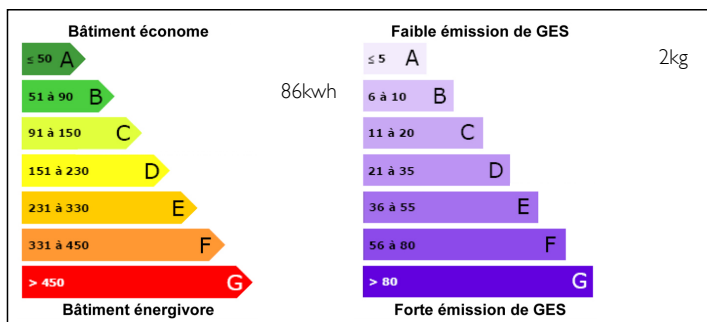 Bâtiment économe
≤ 50 A
51 à 90 B
86kwh
91 à 150 C
151 à 230 D
231 à 330 E
331 à 450 F
> 450 G
Bâtiment énergivore
Faible émission de GES
≤ 5 A
2kg
6 à 10 B
11 à 20 C
21 à 35 D
36 à 55 E
56 à 80 F
> 80 G
Forte émission de GES